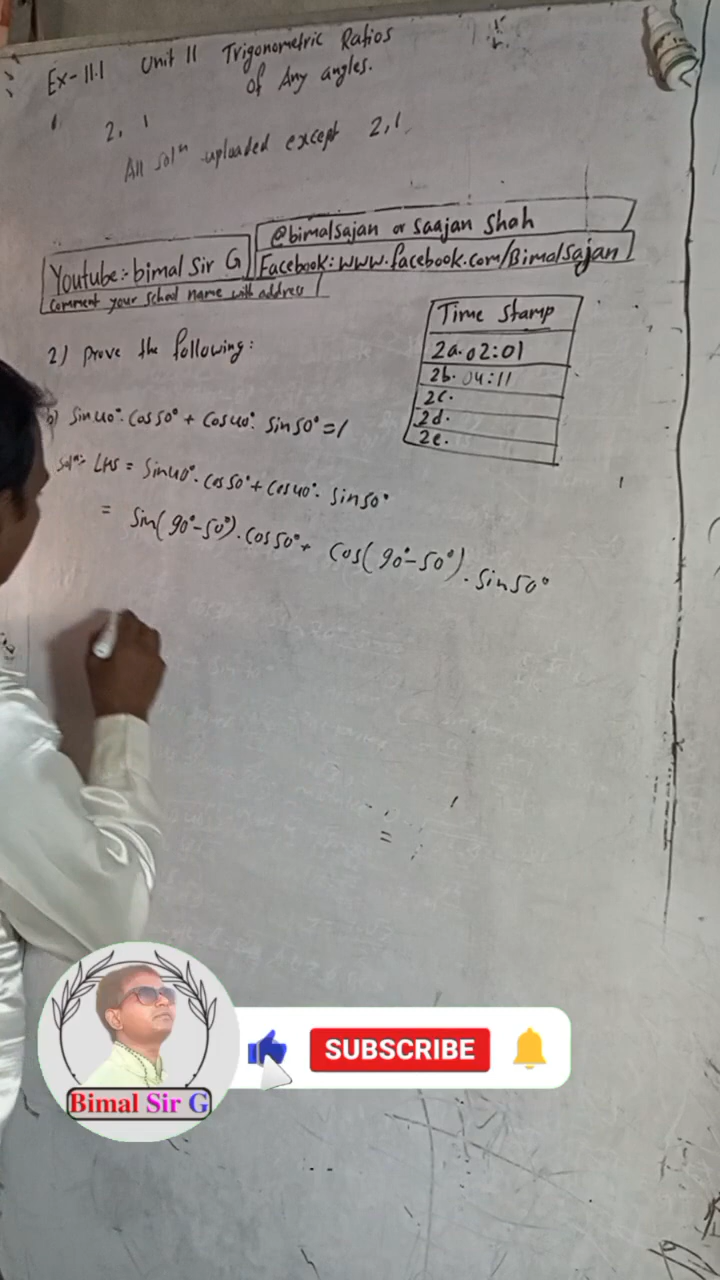 Ex-11.1 Unit 11 Trigonometric Ratios
of Any angles.
2, 1
All solⁿ uploaded except 2,1
@bimalsajan or Saajan Shah
Youtube:- bimal Sir G
Facebook: www.facebook.com/BimalSajan
Comment your School name with address
Time Stamp
2a. 02:01
2b. 04:11
2c.
2d.
2e.
2) Prove the following:
b) Sin40°. Cos50° + Cos40°. Sin50° = 1
Solⁿ:- LHS = Sin40°. Cos50° + Cos40°. Sin50°
= Sin(90°-50°). Cos50° + Cos(90°-50°). Sin50°
=
SUBSCRIBE
Bimal Sir G